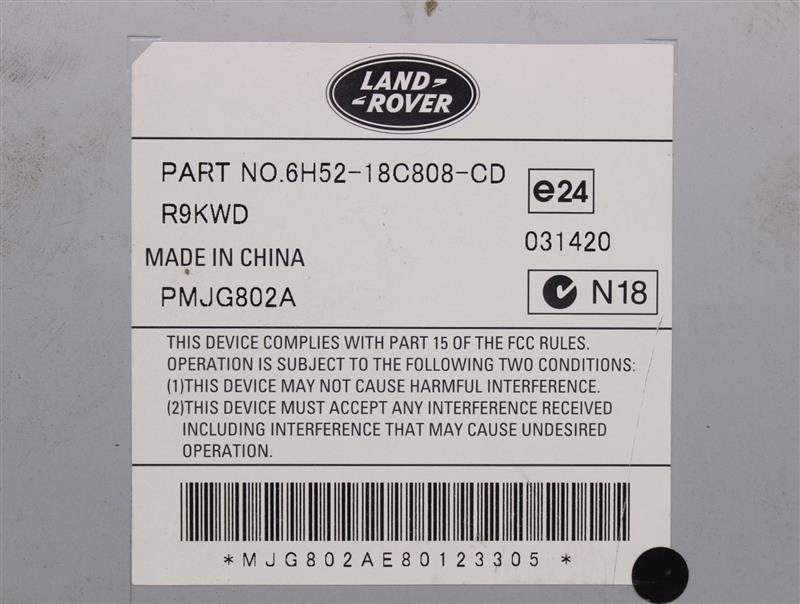 LAND-
-ROVER
PART NO.6H52-18C808-CD
e24
R9KWD
031420
MADE IN CHINA
N18
PMJG802A
THIS DEVICE COMPLIES WITH PART 15 OF THE FCC RULES.
OPERATION IS SUBJECT TO THE FOLLOWING TWO CONDITIONS:
(1)THIS DEVICE MAY NOT CAUSE HARMFUL INTERFERENCE.
(2)THIS DEVICE MUST ACCEPT ANY INTERFERENCE RECEIVED
INCLUDING INTERFERENCE THAT MAY CAUSE UNDESIRED
OPERATION.
*MJG802AE80123305*